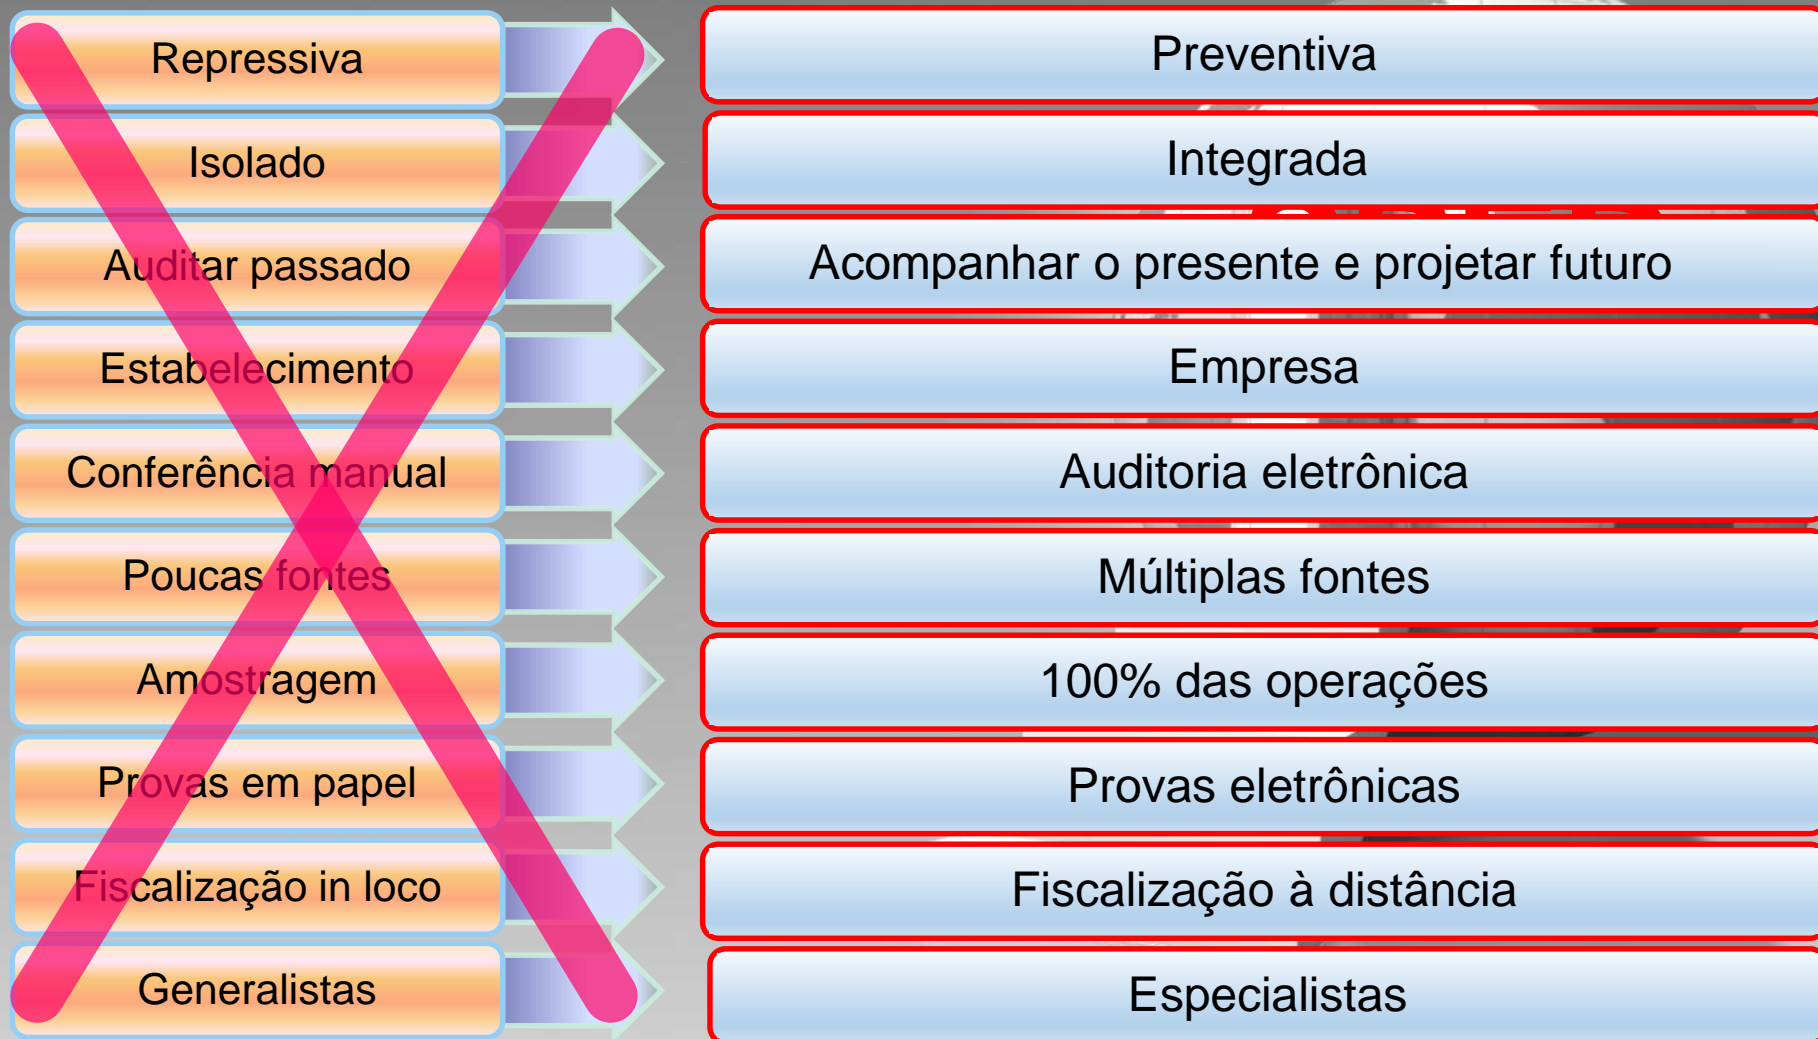 Repressiva
Preventiva
Isolado
Integrada
Auditar passado
Acompanhar o presente e projetar futuro
Estabelecimento
Empresa
Conferência manual
Auditoria eletrônica
Poucas fontes
Múltiplas fontes
Amostragem
100% das operações
Provas em papel
Provas eletrônicas
Fiscalização in loco
Fiscalização à distância
Generalistas
Especialistas